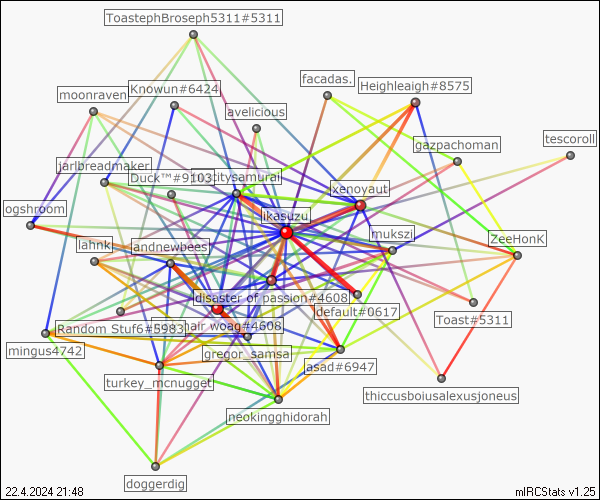 ToastephBroseph5311#5311
facadas.
Heighleigh#8575
moonraven
Knowun#6424
avelicious
gazpachoman
tescoroll
jarlbreadmaker
Duck™#9103
citysamurai
xenoyaut
ogshroom
ikasuzu
mukszi
lahnk
andnewbees
ZeeHonK
disaster of passion#4608
default#0617
Toast#5311
Random Stuf6#5983
hair woag#4608
mingus4742
gregor_samsa
asad#6947
turkey_mcnugget
thiccusboiusalexusjoneus
neokingghidorah
doggerdig
22.4.2024 21:48
mIRCStats v1.25